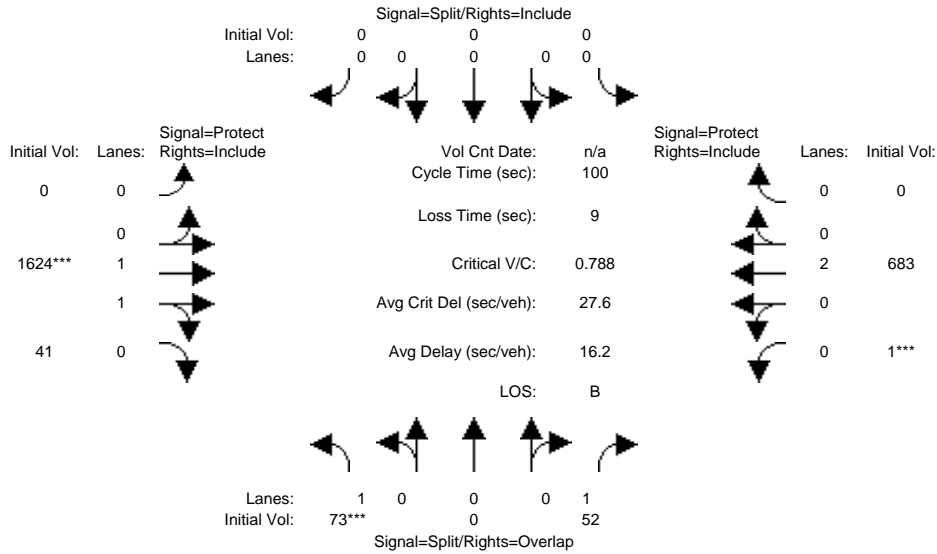 Signal=Split/Rights=Include
Initial Vol: 0 0 0
Lanes: 0 0 0 0 0
Signal=Protect Signal=Protect
Initial Vol: Lanes: Rights=Include Vol Cnt Date: n/a Rights=Include Lanes: Initial Vol:
Cycle Time (sec): 100
0 0 0 0
Loss Time (sec): 9
0 0
1624*** 1 Critical V/C: 0.788 2 683
1 Avg Crit Del (sec/veh): 27.6 0
41 0 Avg Delay (sec/veh): 16.2 0 1***
LOS: B
Lanes: 1 0 0 0 1
Initial Vol: 73*** 0 52
Signal=Split/Rights=Overlap